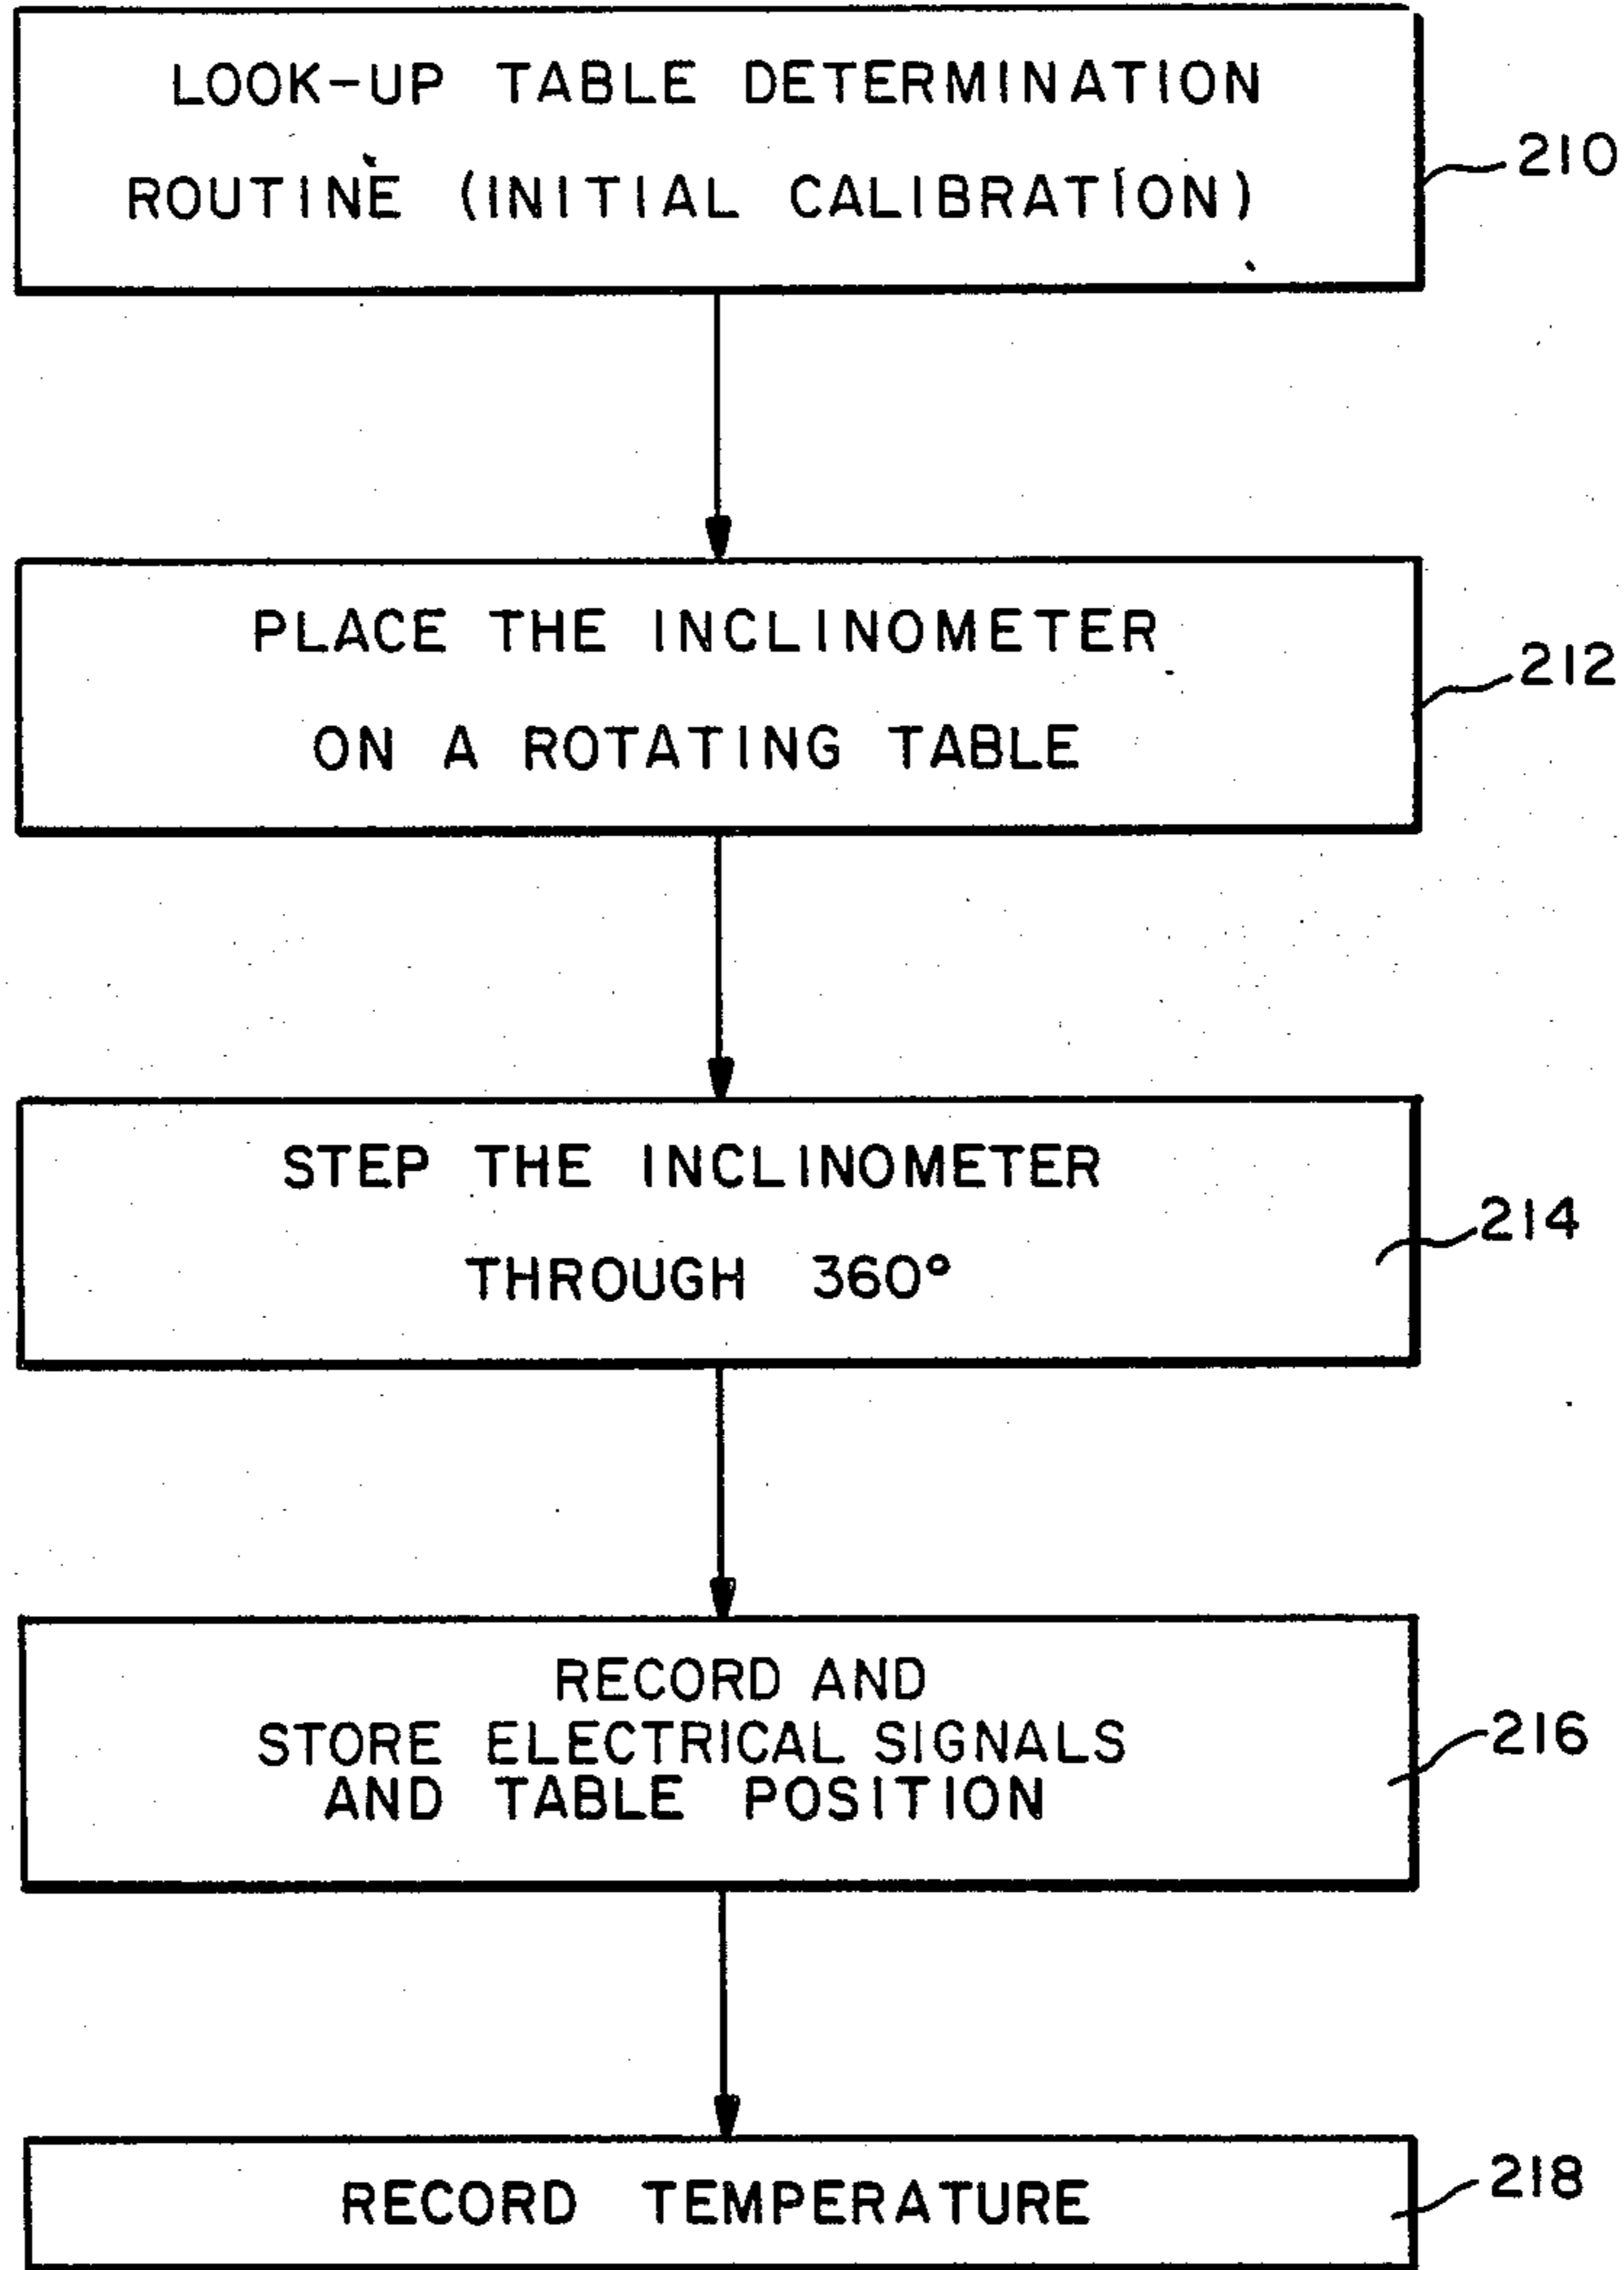 LOOK-UP TABLE DETERMINATION
ROUTINE (INITIAL CALIBRATION)
210
PLACE THE INCLINOMETER
ON A ROTATING TABLE
212
STEP THE INCLINOMETER
THROUGH 360°
214
RECORD AND
STORE ELECTRICAL SIGNALS
AND TABLE POSITION
216
RECORD TEMPERATURE
218